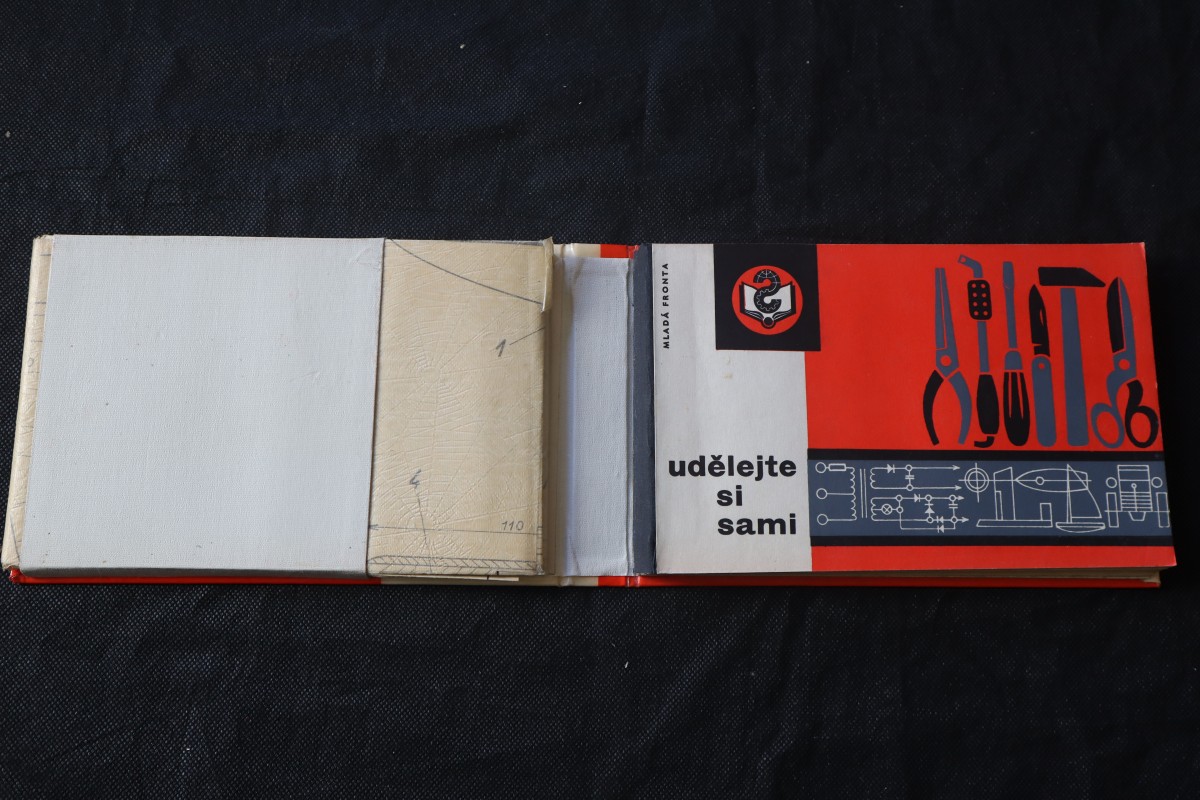 1
4
110
MLADÁ FRONTA
udělejte
si
sami